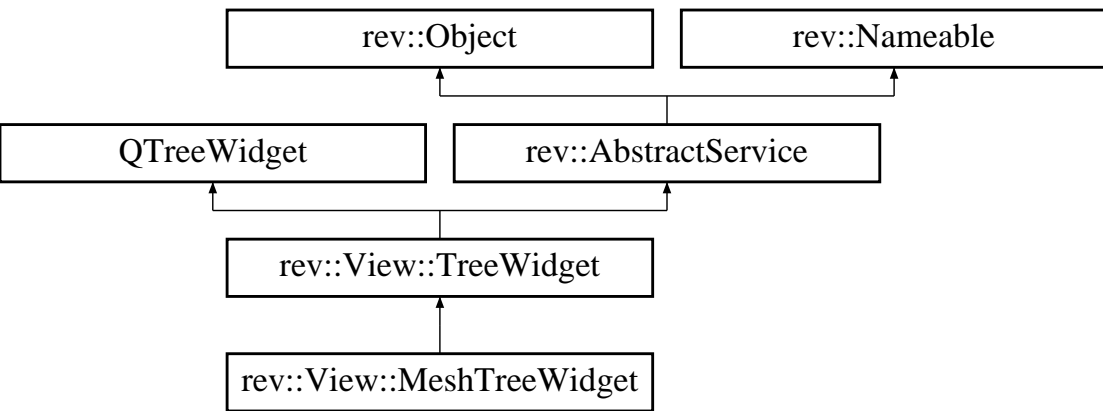 rev::Object
rev::Nameable
QTreeWidget
rev::AbstractService
rev::View::TreeWidget
rev::View::MeshTreeWidget